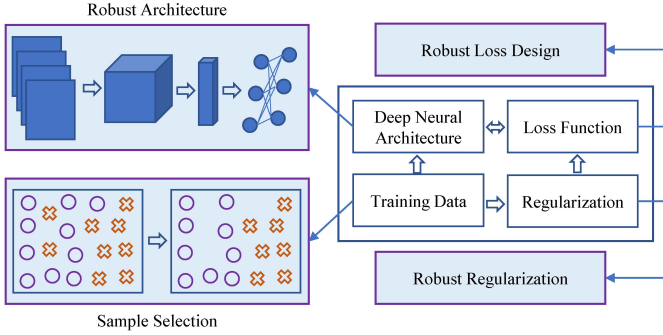 Robust Architecture
Robust Loss Design
Deep Neural
Architecture
Loss Function
Training Data
Regularization
Robust Regularization
Sample Selection